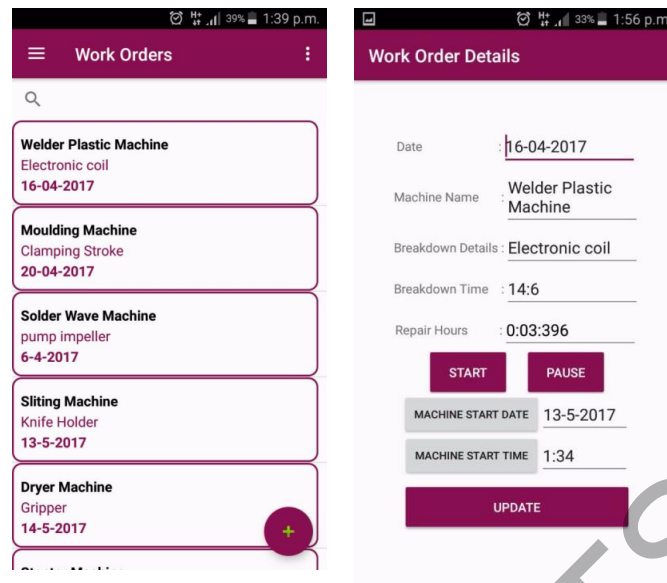 39% 1:39 p.m.
Work Orders
Welder Plastic Machine
Electronic coil
16-04-2017
Moulding Machine
Clamping Stroke
20-04-2017
Solder Wave Machine
pump impeller
6-4-2017
Sliting Machine
Knife Holder
13-5-2017
Dryer Machine
Gripper
14-5-2017
+
H+ 33% 1:56 p.m
Work Order Details
Date : 16-04-2017
Machine Name : Welder Plastic
Machine
Breakdown Details : Electronic coil
Breakdown Time : 14:6
Repair Hours : 0:03:396
START PAUSE
MACHINE START DATE 13-5-2017
MACHINE START TIME 1:34
UPDATE